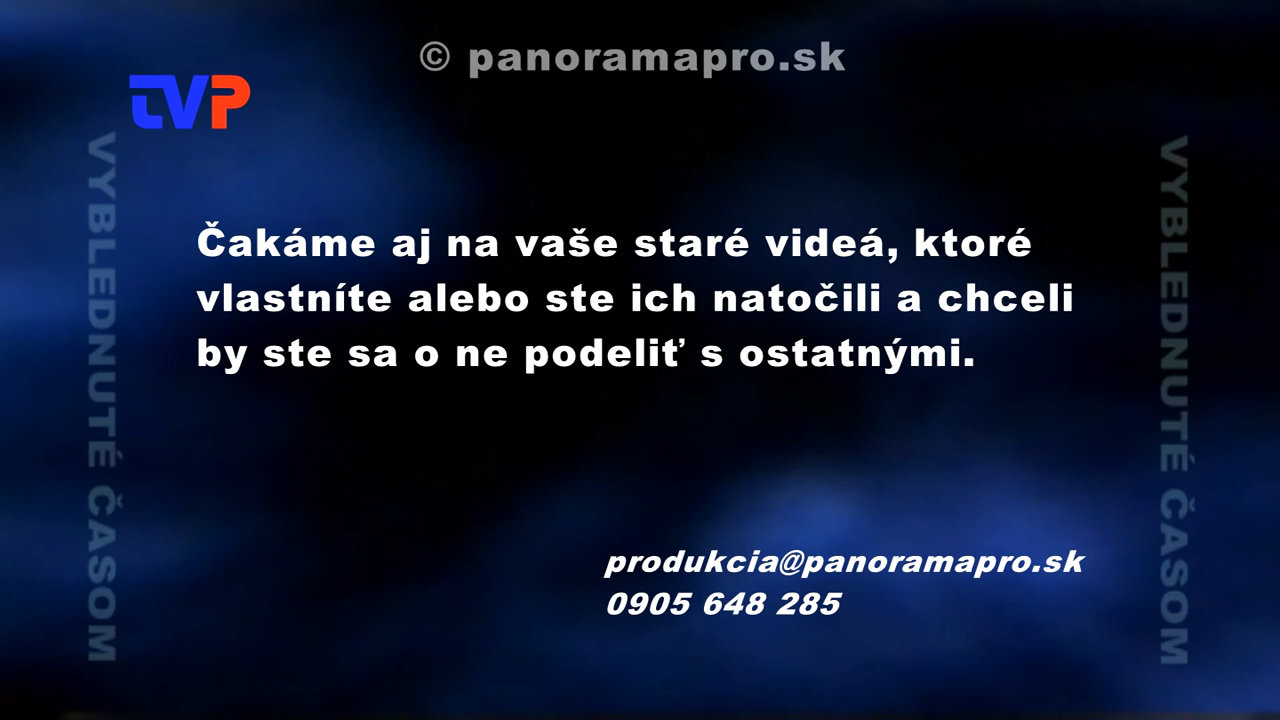 © panoramapro.sk
TVP
VYBLEDNUTÉ ČASOM
Čakáme aj na vaše staré videá, ktoré
vlastníte alebo ste ich natočili a chceli
by ste sa o ne podeliť s ostatnými.
produkcia@panoramapro.sk
0905 648 285
VYBLEDNUTÉ ČASOM